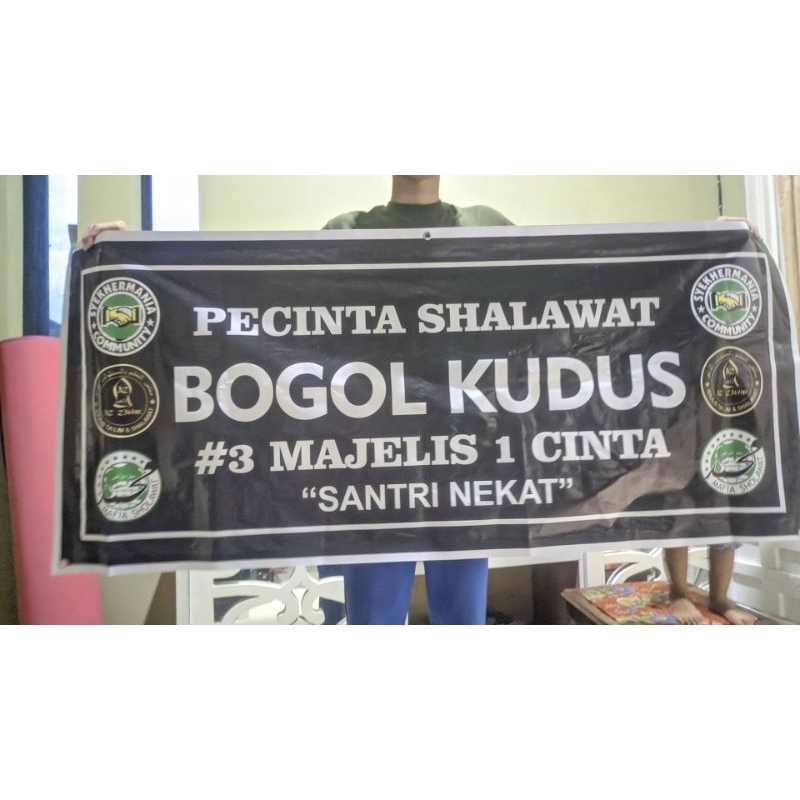 PECINTA SHALAWAT
BOGOL KUDUS
#3 MAJELIS 1 CINTA
“SANTRI NEKAT”
SYEKHERMANIA
COMMUNITY
MAFIA SHOLAWAT
SYEKHERMANIA
COMMUNITY
MAFIA SHOLAWAT